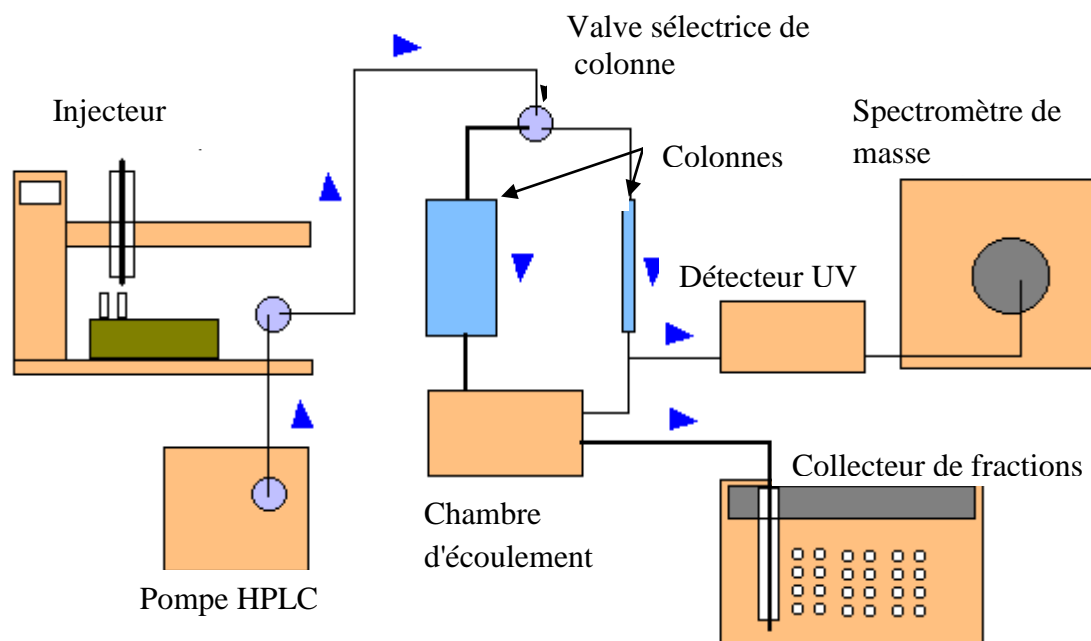 Valve sélectrice de
colonne
Injecteur
Spectromètre de
masse
Colonnes
Détecteur UV
Collecteur de fractions
Chambre
d'écoulement
Pompe HPLC